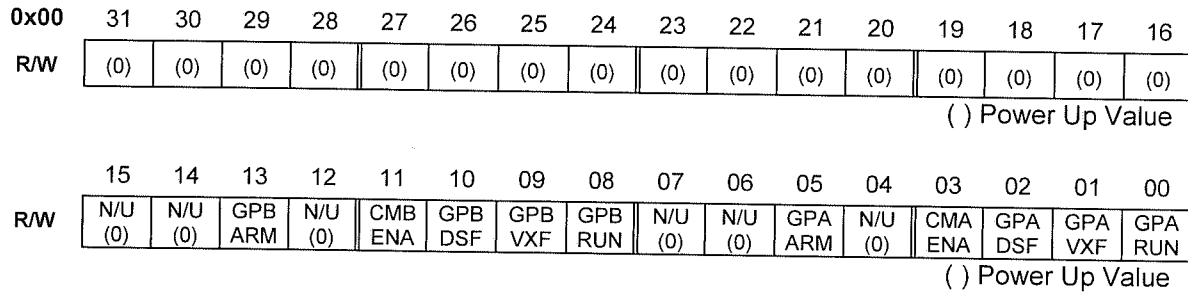 0x00 31 30 29 28 27 26 25 24 23 22 21 20 19 18 17 16
R/W (0) (0) (0) (0) (0) (0) (0) (0) (0) (0) (0) (0) (0) (0) (0) (0)
( ) Power Up Value
15 14 13 12 11 10 09 08 07 06 05 04 03 02 01 00
R/W N/U N/U GPB N/U CMB GPB GPB GPB N/U N/U GPA N/U CMA GPA GPA GPA
(0) (0) ARM (0) ENA DSF VXF RUN (0) (0) ARM (0) ENA DSF VXF RUN
( ) Power Up Value